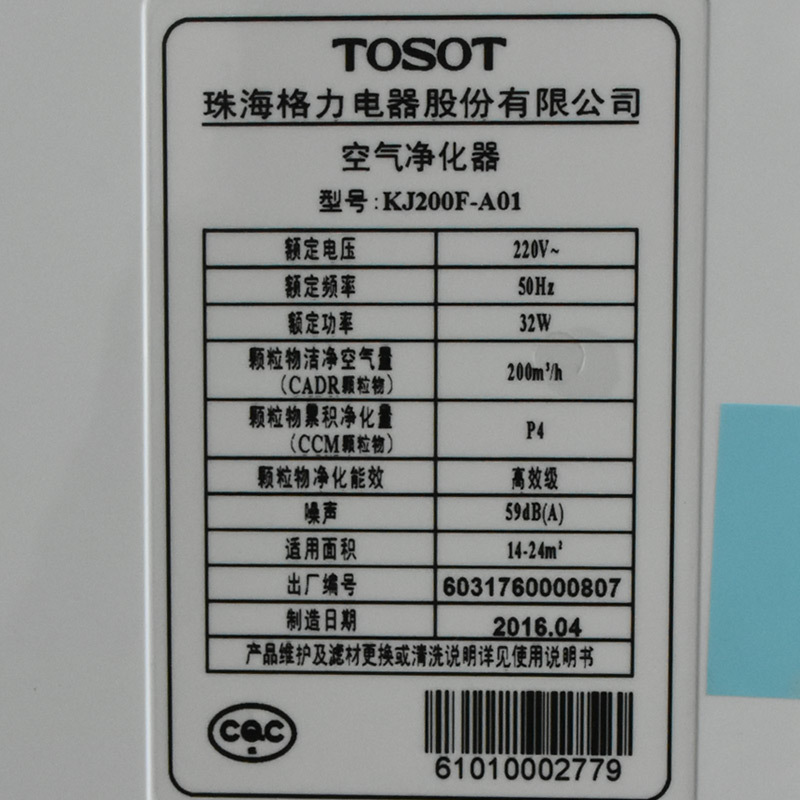 TOSOT
珠海格力电器股份有限公司
空气净化器
型号:KJ200F-A01
额定电压 220V~
额定频率 50Hz
额定功率 32W
颗粒物洁净空气量
(CADR颗粒物) 200m³/h
颗粒物累积净化量
(CCM颗粒物) P4
颗粒物净化能效 高效级
噪声 59dB(A)
适用面积 14-24m²
出厂编号 6031760000807
制造日期 2016.04
产品维护及滤材更换或清洗说明详见使用说明书
CQC
61010002779